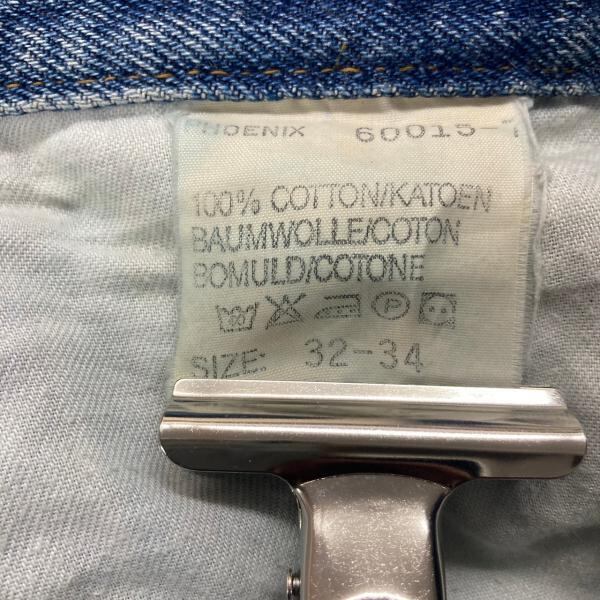 PHOENIX 60015-
100% COTTON/KATOEN
BAUMWOLLE/COTON
BOMULD/COTONE
SIZE: 32-34